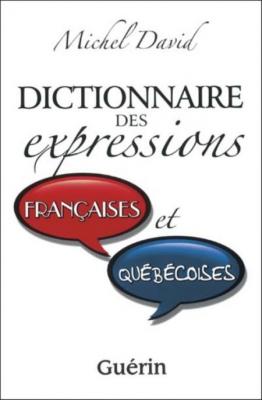 Michel David
DICTIONNAIRE
DES
expressions
FRANÇAISES
et
QUÉBÉCOISES
Guérin